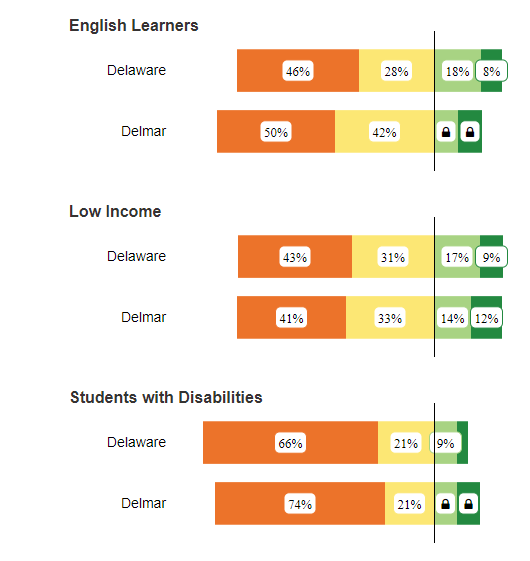 English Learners
Delaware 46% 28% 18% 8%
Delmar 50% 42%
Low Income
Delaware 43% 31% 17% 9%
Delmar 41% 33% 14% 12%
Students with Disabilities
Delaware 66% 21% 9%
Delmar 74% 21%